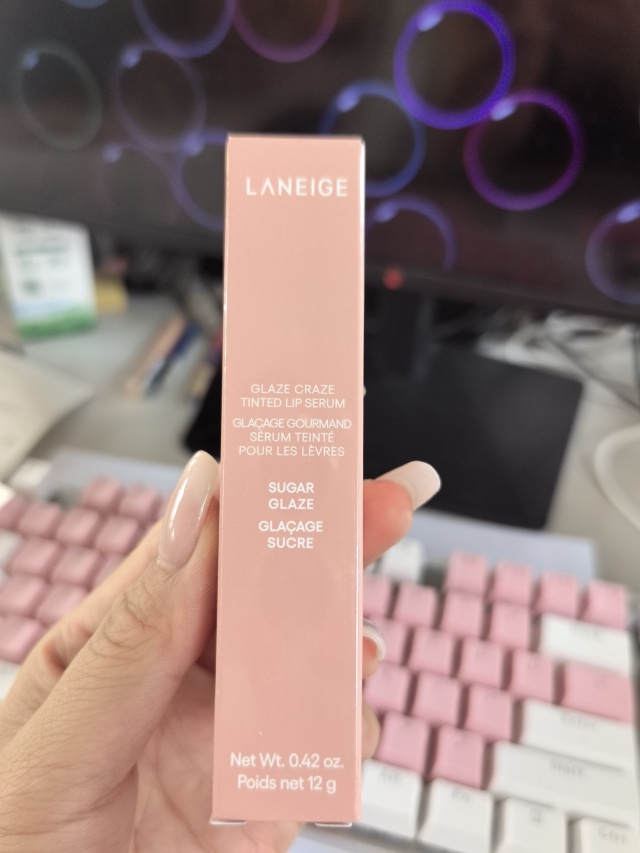 LANEIGE
GLAZE CRAZE
TINTED LIP SERUM
GLAÇAGE GOURMAND
SÉRUM TEINTÉ
POUR LES LÈVRES
SUGAR
GLAZE
GLAÇAGE
SUCRE
Net Wt. 0.42 oz.
Poids net 12 g